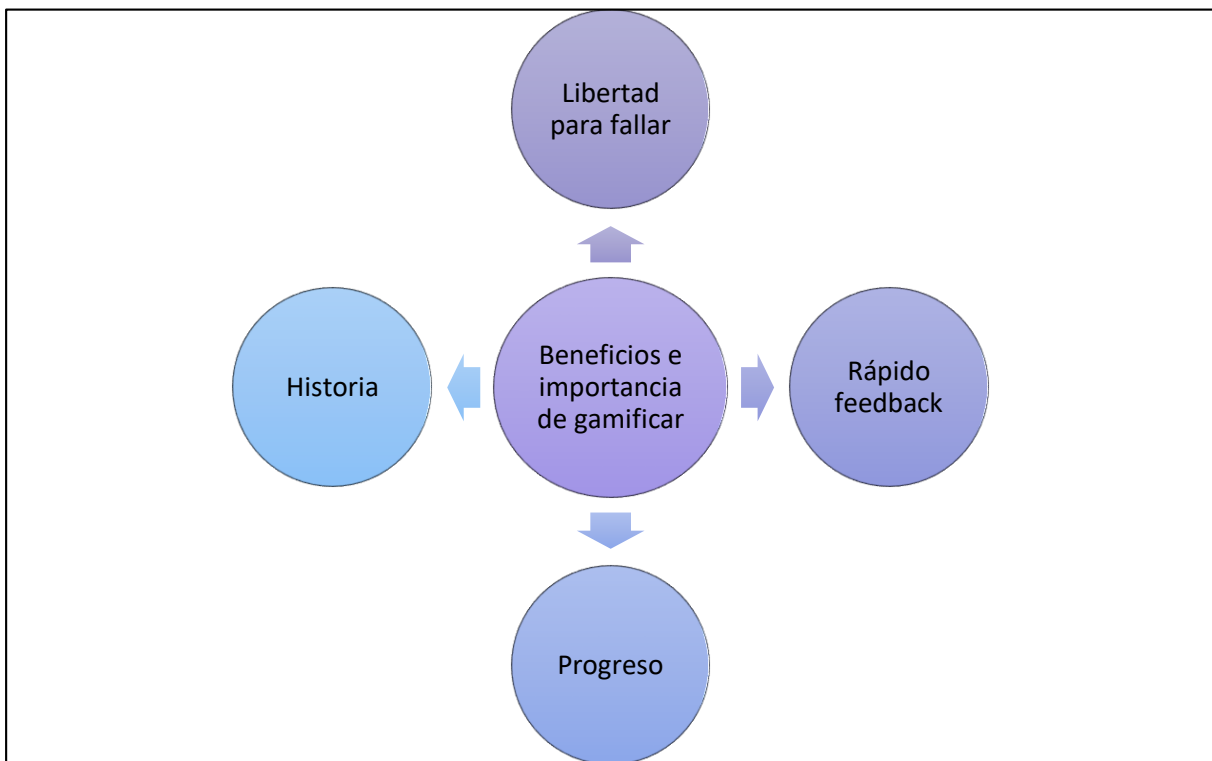 Libertad
para fallar
Historia
Beneficios e
importancia
de gamificar
Rápido
feedback
Progreso